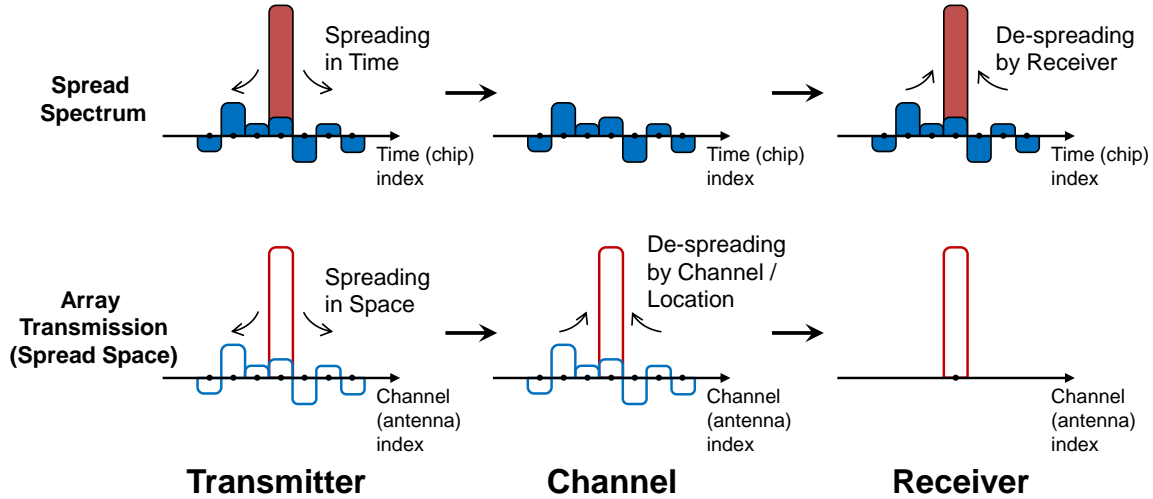 Spread
Spectrum
Spreading
in Time
Time (chip)
index
Time (chip)
index
De-spreading
by Receiver
Time (chip)
index
Array
Transmission
(Spread Space)
Spreading
in Space
Channel
(antenna)
index
De-spreading
by Channel /
Location
Channel
(antenna)
index
Channel
(antenna)
index
Transmitter
Channel
Receiver